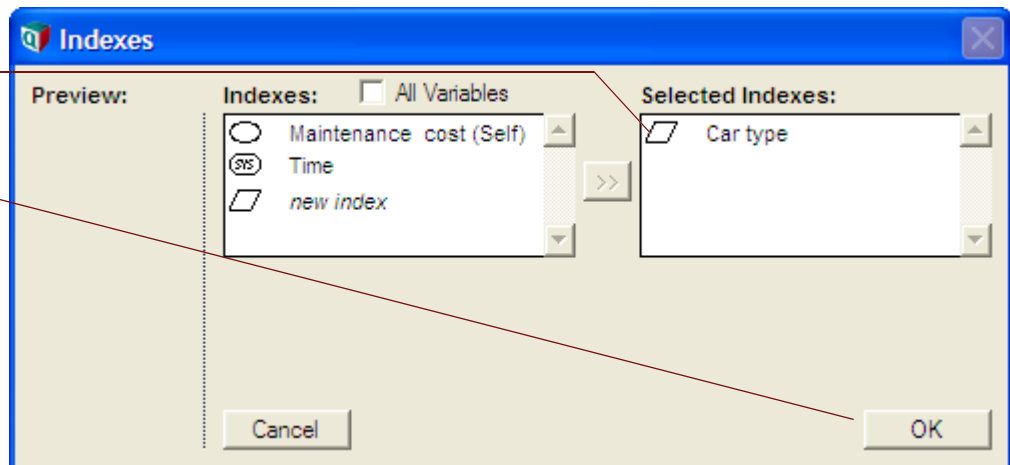 Indexes
Preview:
Indexes:
All Variables
Selected Indexes:
Maintenance cost (Self)
SYS Time
new index
>>
Car type
Cancel
OK